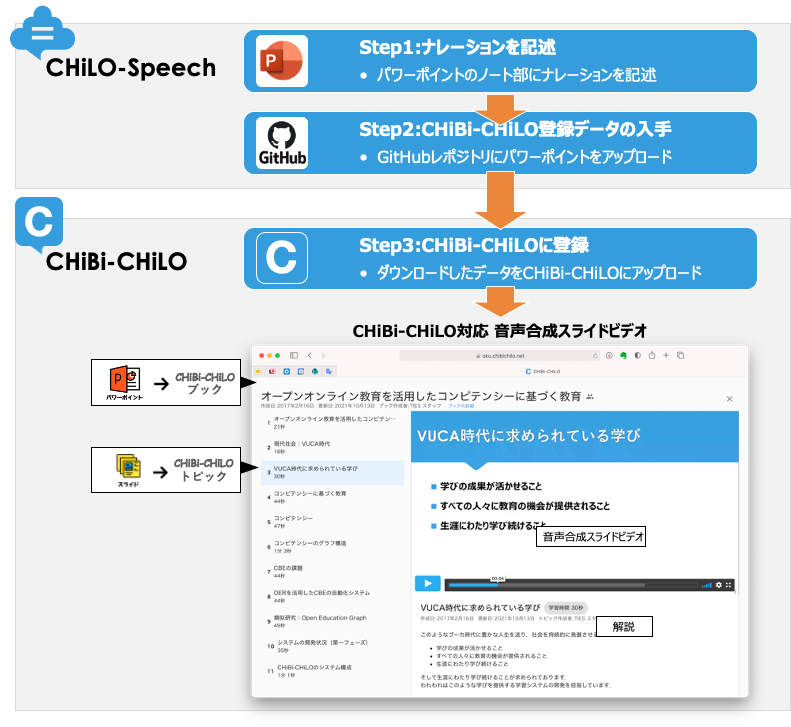 CHiLO-Speech
Step1:ナレーションを記述
• パワーポイントのノート部にナレーションを記述
Step2:CHiBi-CHiLO登録データの入手
• GitHubレポジトリにパワーポイントをアップロード
GitHub
C
CHiBi-CHiLO
C
Step3:CHiBi-CHiLOに登録
• ダウンロードしたデータをCHiBi-CHiLOにアップロード
CHiBi-CHiLO対応 音声合成スライドビデオ
P
パワーポイント
CHiBi-CHiLO
ブック
スライド
CHiBi-CHiLO
トピック
oku.chibichilo.net
CHiBi-CHiLO
オープンオンライン教育を活用したコンピテンシーに基づく教育
作成日:2017年2月16日 更新日:2021年10月13日 ブック作成者:TIES スタッフ ブックの詳細
1 オープンオンライン教育を活用したコンピテン…
21秒
2 現代社会：VUCA時代
16秒
3 VUCA時代に求められている学び
30秒
4 コンピテンシーに基づく教育
44秒
5 コンピテンシー
47秒
6 コンピテンシーのグラフ構造
1分 3秒
7 CBEの課題
44秒
8 OERを活用したCBEの自動化システム
44秒
9 類似研究：Open Education Graph
49秒
10 システムの開発状況（第一フェーズ）
35秒
11 CHiBi-CHiLOのシステム構成
1分 1秒
VUCA時代に求められている学び
学びの成果が活かせること
すべての人々に教育の機会が提供されること
生涯にわたり学び続けること
音声合成スライドビデオ
00:06
VUCA時代に求められている学び 学習時間 30秒
作成日:2017年2月16日 更新日:2021年10月13日 トピック作成者:TIES ス
解説
このようなブーカ時代に豊かな人生を送り、社会を持続的に発展させ
• 学びの成果が活かせること
• すべての人々に教育の機会が提供されること
• 生涯にわたり学び続けること
そして生涯にわたり学び続けることが求められております.
われわれはこのような学びを提供する学習システムの開発を目指しています.